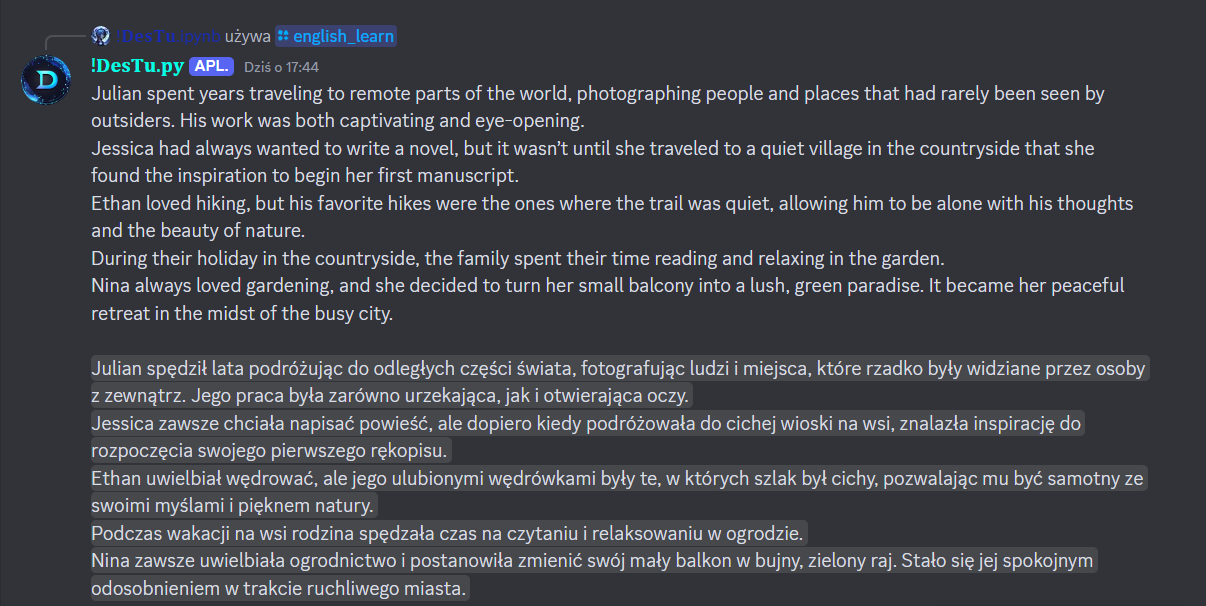 !DesTu.pyon używa english_learn
!DesTu.py APL. Dziś o 17:44
Julian spent years traveling to remote parts of the world, photographing people and places that had rarely been seen by
outsiders. His work was both captivating and eye-opening.
Jessica had always wanted to write a novel, but it wasn’t until she traveled to a quiet village in the countryside that she
found the inspiration to begin her first manuscript.
Ethan loved hiking, but his favorite hikes were the ones where the trail was quiet, allowing him to be alone with his thoughts
and the beauty of nature.
During their holiday in the countryside, the family spent their time reading and relaxing in the garden.
Nina always loved gardening, and she decided to turn her small balcony into a lush, green paradise. It became her peaceful
retreat in the midst of the busy city.
Julian spędził lata podróżując do odległych części świata, fotografując ludzi i miejsca, które rzadko były widziane przez osoby
z zewnątrz. Jego praca była zarówno urzekająca, jak i otwierająca oczy.
Jessica zawsze chciała napisać powieść, ale dopiero kiedy podróżowała do cichej wioski na wsi, znalazła inspirację do
rozpoczęcia swojego pierwszego rękopisu.
Ethan uwielbiał wędrować, ale jego ulubionymi wędrówkami były te, w których szlak był cichy, pozwalając mu być samotny ze
swoimi myślami i pięknem natury.
Podczas wakacji na wsi rodzina spędzała czas na czytaniu i relaksowaniu w ogrodzie.
Nina zawsze uwielbiała ogrodnictwo i postanowiła zmienić swój mały balkon w bujny, zielony raj. Stało się jej spokojnym
odosobnieniem w trakcie ruchliwego miasta.